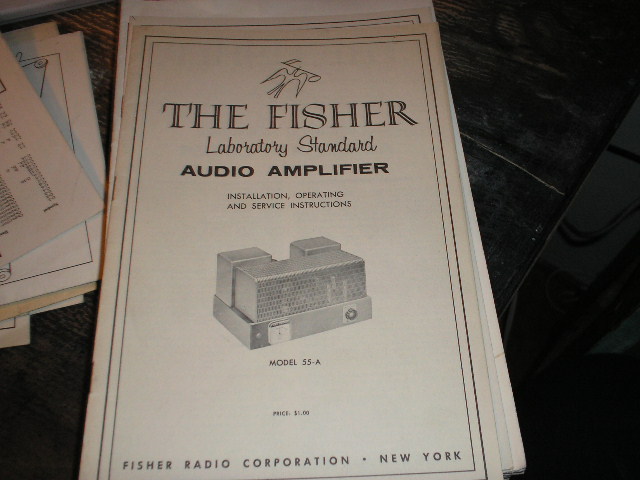 THE FISHER
Laboratory Standard
AUDIO AMPLIFIER
INSTALLATION, OPERATING
AND SERVICE INSTRUCTIONS
MODEL 55-A
PRICE: $1.00
FISHER RADIO CORPORATION · NEW YORK